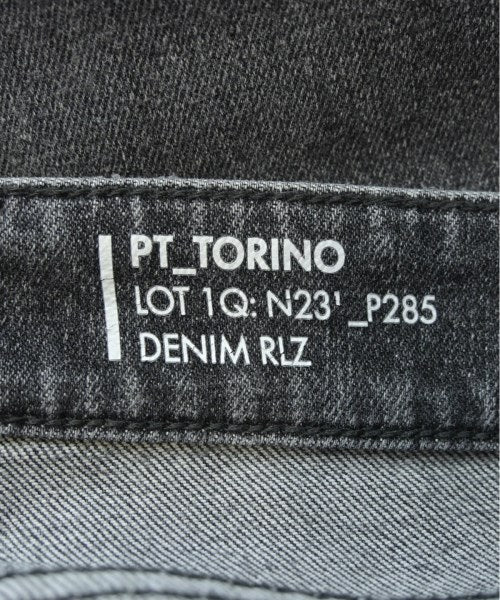 PT_TORINO
LOT 1Q: N23'_P285
DENIM RLZ